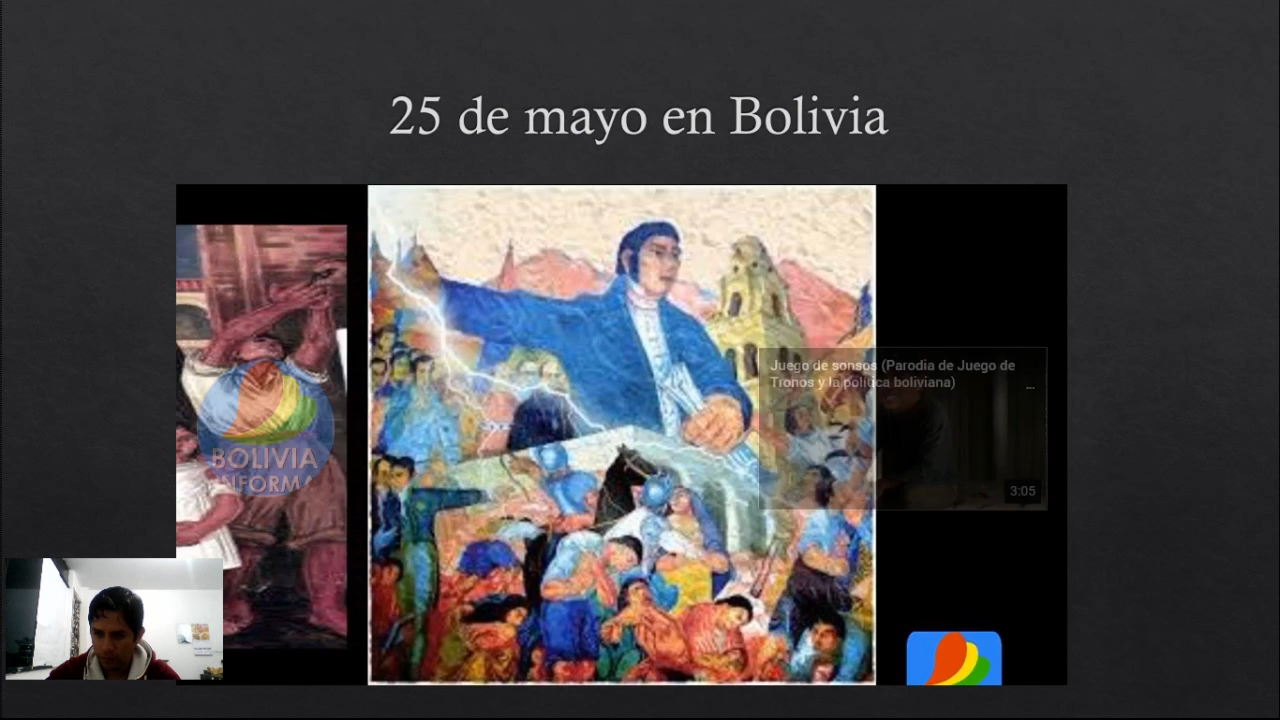 25 de mayo en Bolivia
Juego de sonsos (Parodia de Juego de
Tronos y la política boliviana)
3:05
BOLIVIA
INFORMA